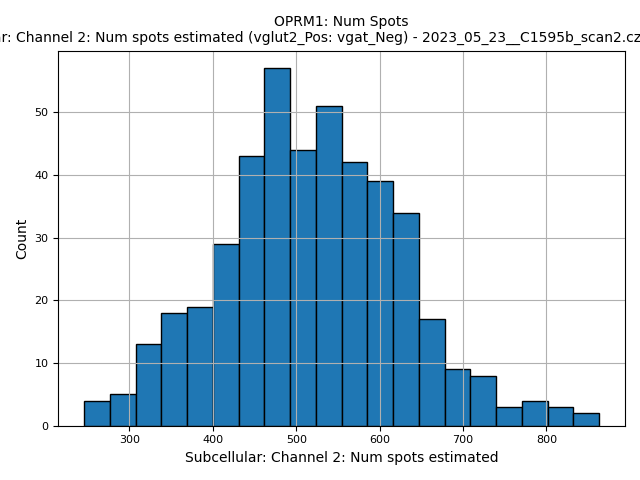 OPRM1: Num Spots
r: Channel 2: Num spots estimated (vglut2_Pos: vgat_Neg) - 2023_05_23__C1595b_scan2.cz
50
40
30
20
10
0
Count
300 400 500 600 700 800
Subcellular: Channel 2: Num spots estimated